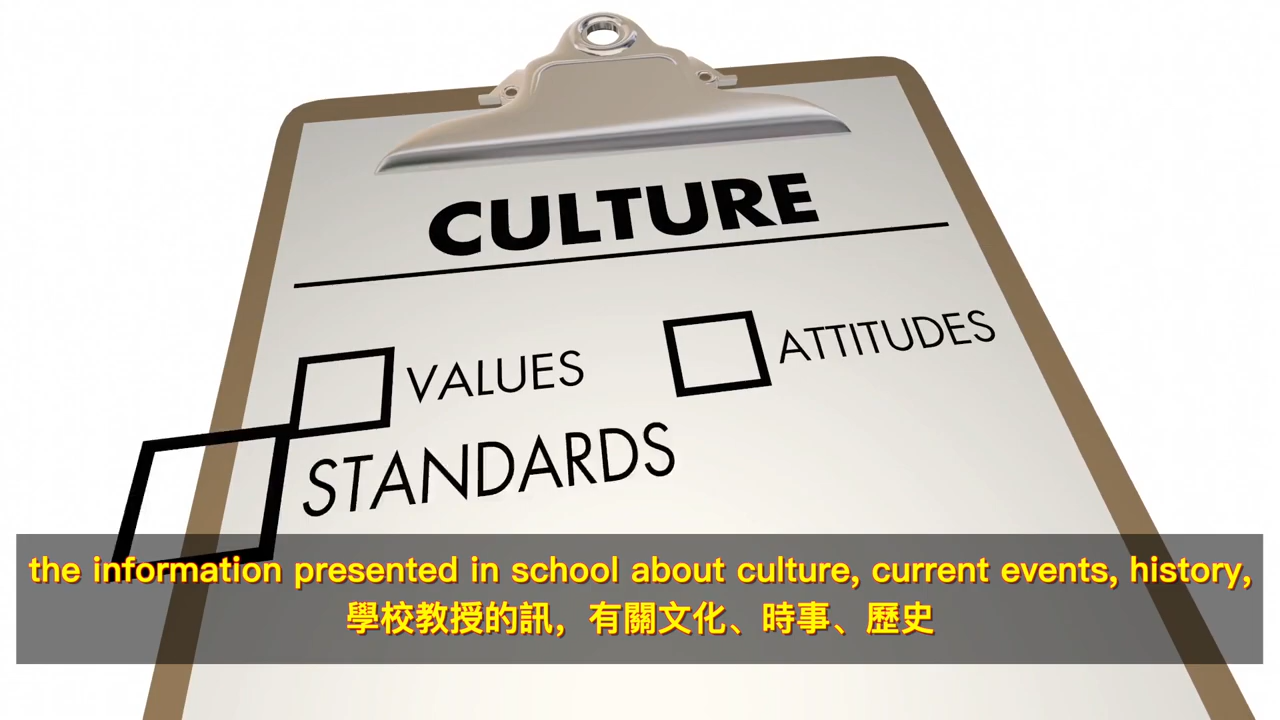 CULTURE
VALUES
ATTITUDES
STANDARDS
the information presented in school about culture, current events, history,
學校教授的訊，有關文化、時事、歷史